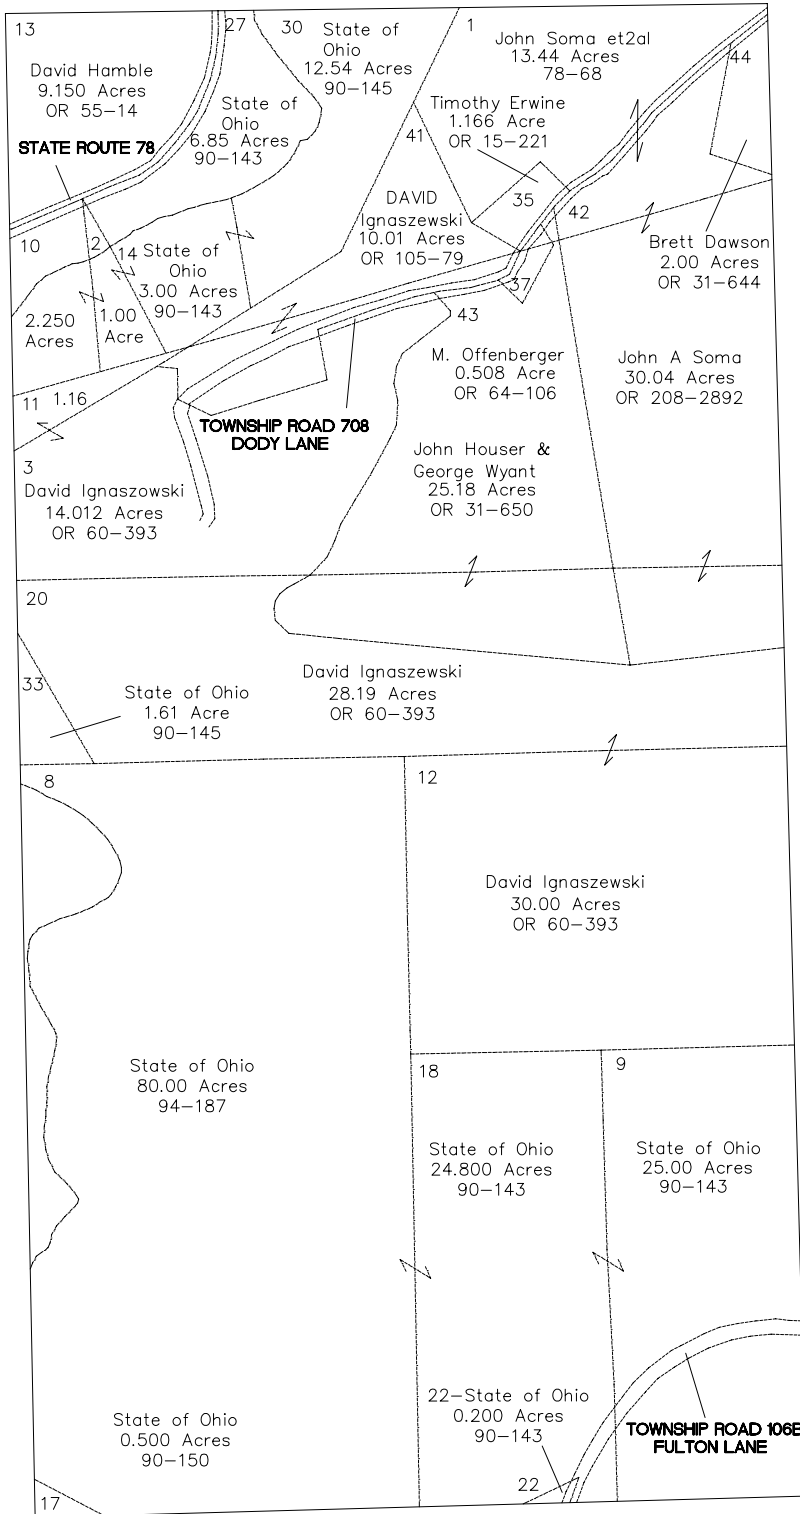 13
27
30
State of
Ohio
12.54 Acres
90-145
1
John Soma et2al
13.44 Acres
78-68
44
David Hamble
9.150 Acres
OR 55-14
State of
Ohio
6.85 Acres
90-143
Timothy Erwine
1.166 Acre
OR 15-221
41
STATE ROUTE 78
35
42
DAVID
Ignaszewski
10.01 Acres
OR 105-79
10
2
14
State of
Ohio
3.00 Acres
90-143
Brett Dawson
2.00 Acres
OR 31-644
37
43
2.250
Acres
1.00
Acre
M. Offenberger
0.508 Acre
OR 64-106
John A Soma
30.04 Acres
OR 208-2892
11
1.16
TOWNSHIP ROAD 708
DODY LANE
John Houser &
George Wyant
25.18 Acres
OR 31-650
3
David Ignaszowski
14.012 Acres
OR 60-393
20
33
State of Ohio
1.61 Acre
90-145
David Ignaszewski
28.19 Acres
OR 60-393
8
12
David Ignaszewski
30.00 Acres
OR 60-393
State of Ohio
80.00 Acres
94-187
18
9
State of Ohio
24.800 Acres
90-143
State of Ohio
25.00 Acres
90-143
22-State of Ohio
0.200 Acres
90-143
State of Ohio
0.500 Acres
90-150
TOWNSHIP ROAD 106E
FULTON LANE
22
17